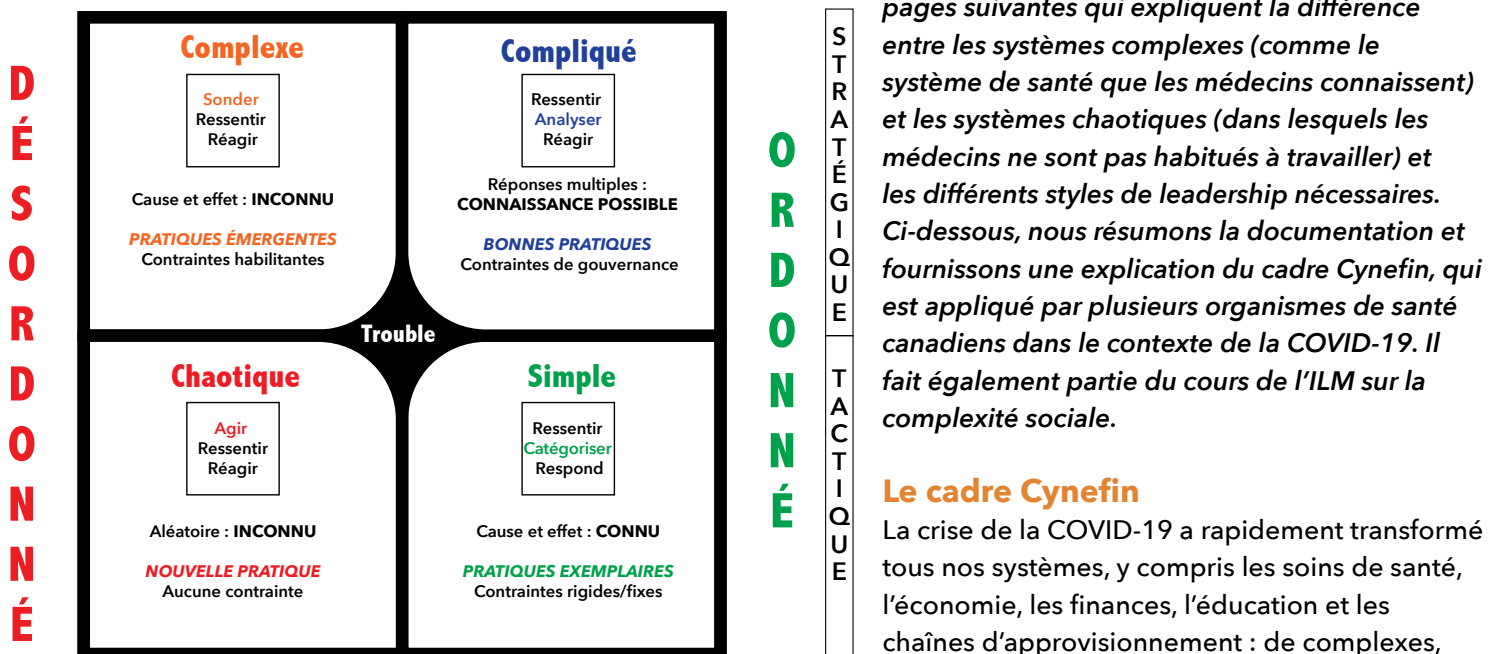 DÉSORDONNÉ
Complexe
Sonder
Ressentir
Réagir
Cause et effet : INCONNU
PRATIQUES ÉMERGENTES
Contraintes habilitantes
Compliqué
Ressentir
Analyser
Réagir
Réponses multiples :
CONNAISSANCE POSSIBLE
BONNES PRATIQUES
Contraintes de gouvernance
Trouble
Chaotique
Agir
Ressentir
Réagir
Aléatoire : INCONNU
NOUVELLE PRATIQUE
Aucune contrainte
Simple
Ressentir
Catégoriser
Respond
Cause et effet : CONNU
PRATIQUES EXEMPLAIRES
Contraintes rigides/fixes
ORDONNÉ
STRATÉGIQUE
TACTIQUE
pages suivantes qui expliquent la différence
entre les systèmes complexes (comme le
système de santé que les médecins connaissent)
et les systèmes chaotiques (dans lesquels les
médecins ne sont pas habitués à travailler) et
les différents styles de leadership nécessaires.
Ci-dessous, nous résumons la documentation et
fournissons une explication du cadre Cynefin, qui
est appliqué par plusieurs organismes de santé
canadiens dans le contexte de la COVID-19. Il
fait également partie du cours de l’ILM sur la
complexité sociale.
Le cadre Cynefin
La crise de la COVID-19 a rapidement transformé
tous nos systèmes, y compris les soins de santé,
l’économie, les finances, l’éducation et les
chaînes d’approvisionnement : de complexes,